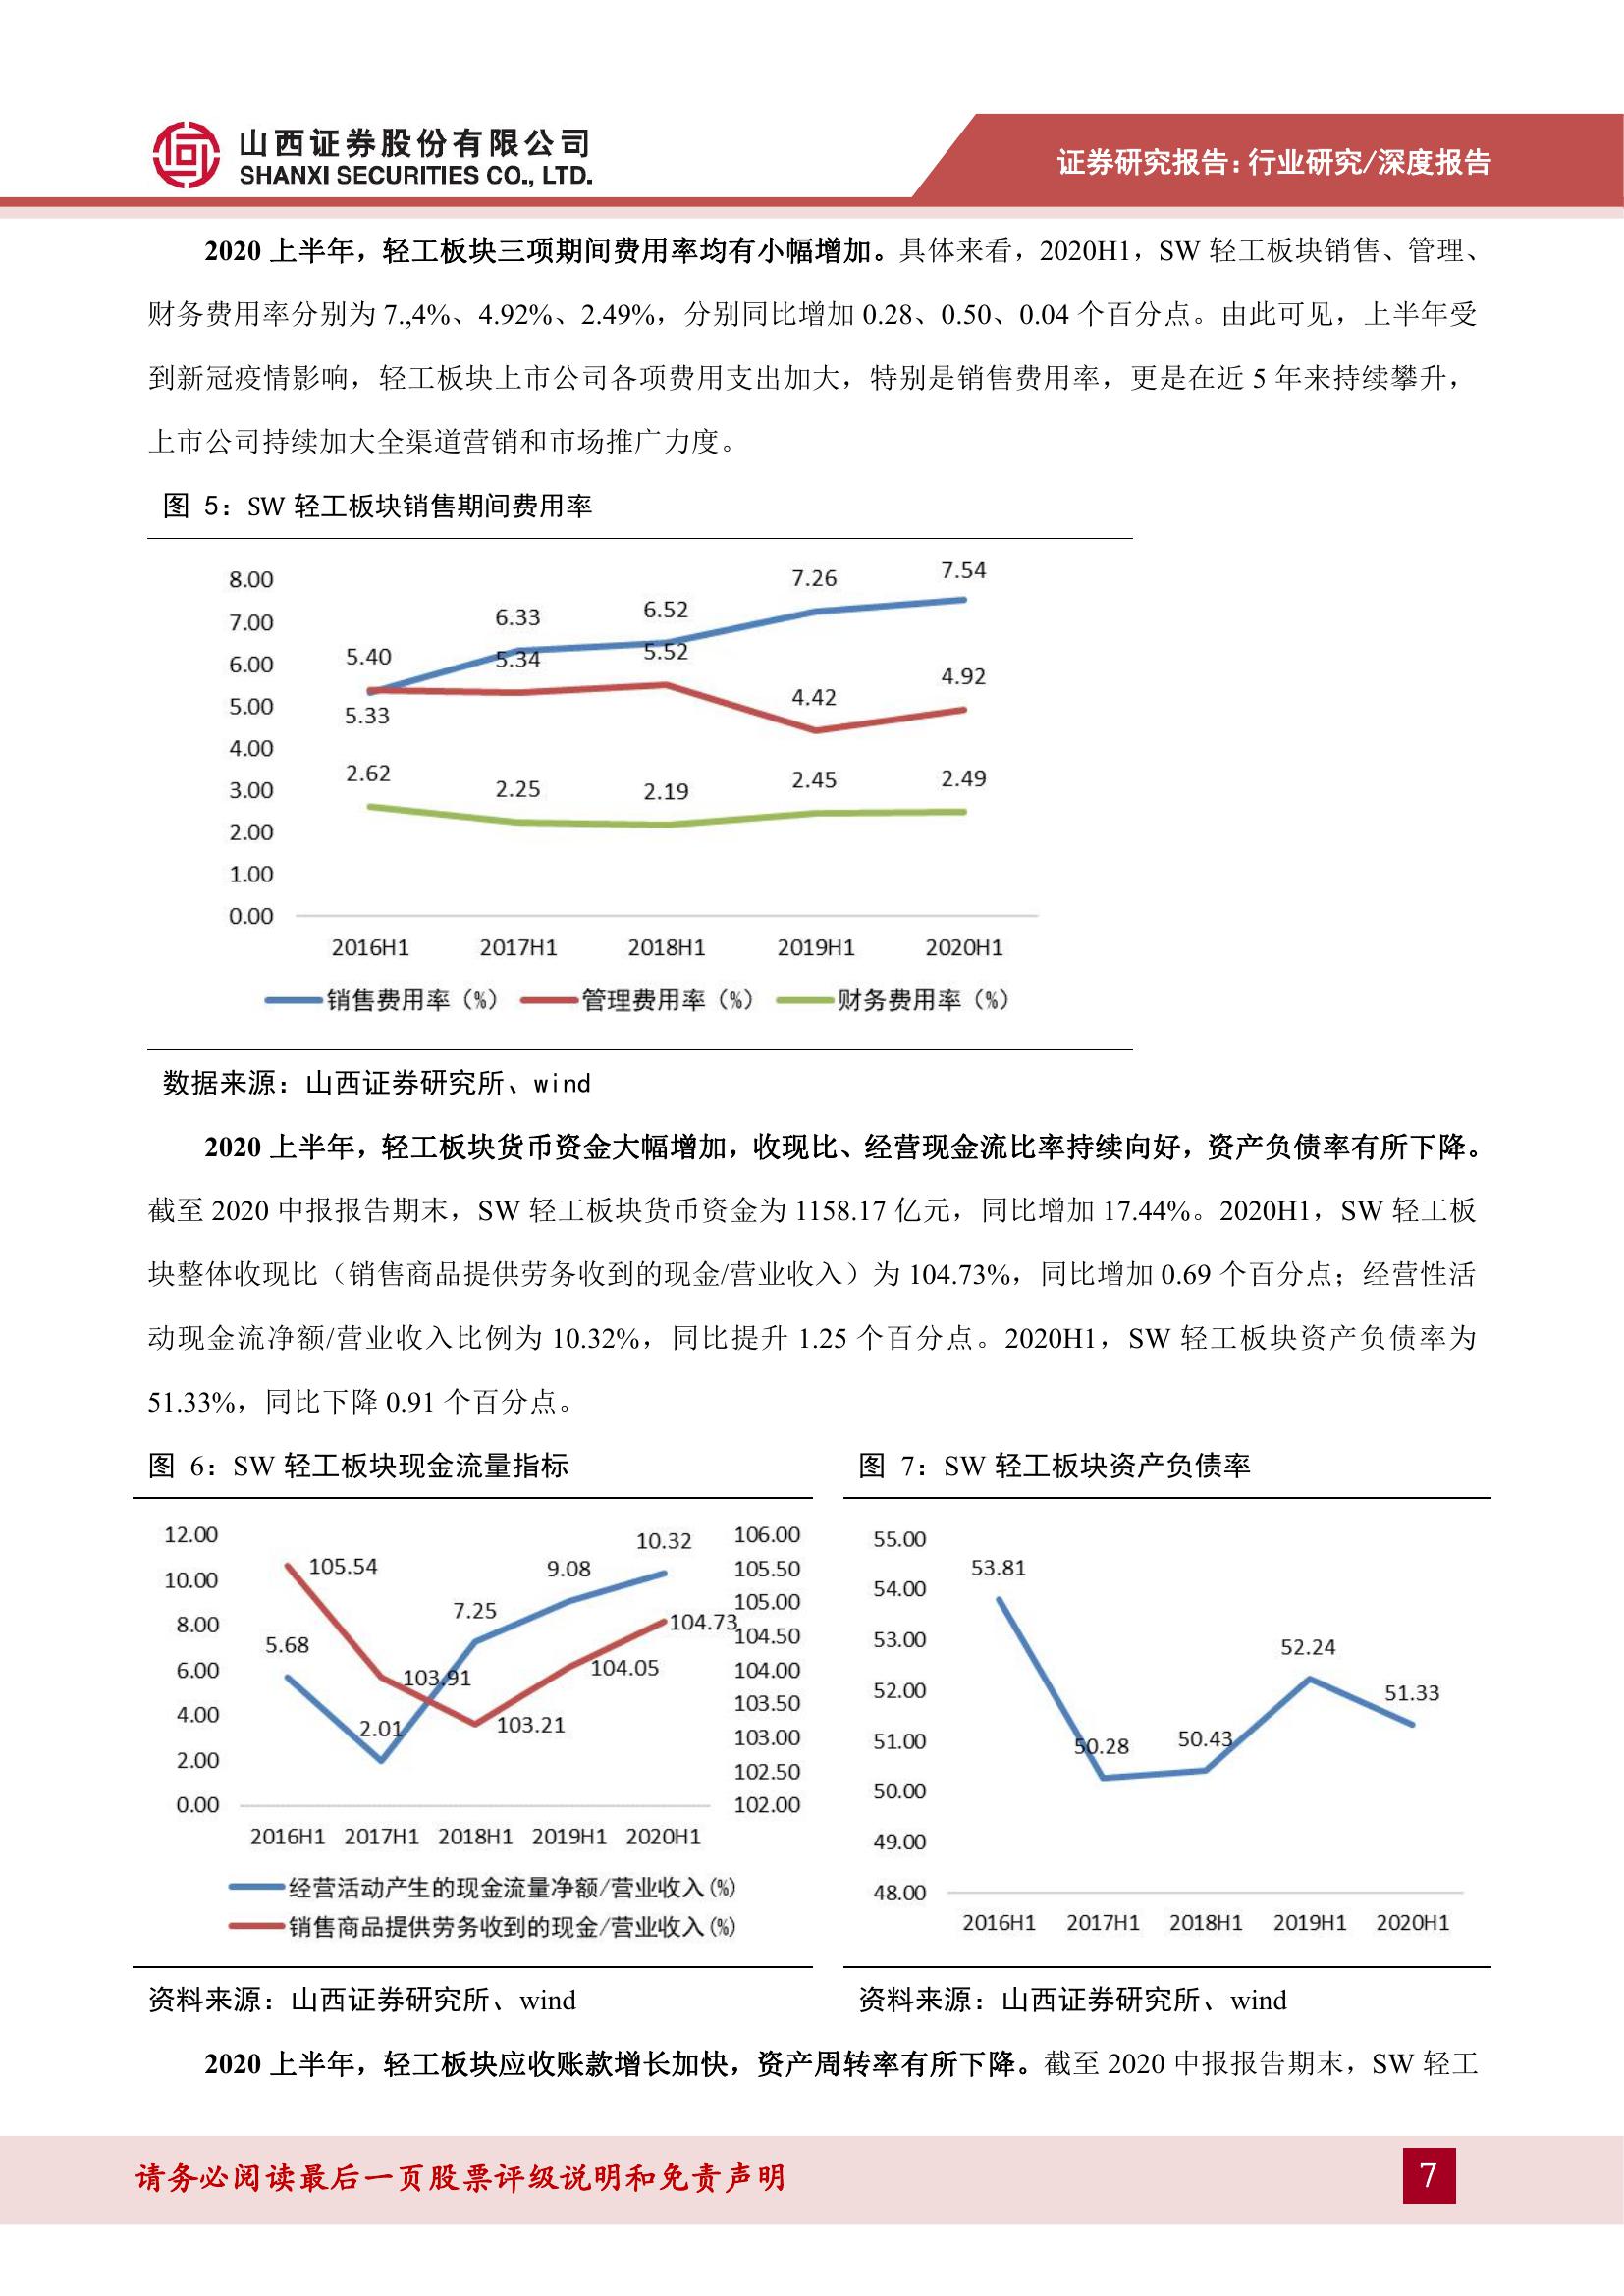 山西证券股份有限公司
SHANXI SECURITIES CO., LTD.
证券研究报告：行业研究/深度报告
2020 上半年，轻工板块三项期间费用率均有小幅增加。具体来看，2020H1，SW 轻工板块销售、管理、
财务费用率分别为 7.,4%、4.92%、2.49%，分别同比增加 0.28、0.50、0.04 个百分点。由此可见，上半年受
到新冠疫情影响，轻工板块上市公司各项费用支出加大，特别是销售费用率，更是在近 5 年来持续攀升，
上市公司持续加大全渠道营销和市场推广力度。
图 5：SW 轻工板块销售期间费用率
8.00
7.00
6.00
5.00
4.00
3.00
2.00
1.00
0.00
5.33
6.33
6.52
7.26
7.54
5.40
5.34
5.52
4.42
4.92
2.62
2.25
2.19
2.45
2.49
2016H1 2017H1 2018H1 2019H1 2020H1
销售费用率（%） 管理费用率（%） 财务费用率（%）
数据来源：山西证券研究所、wind
2020 上半年，轻工板块货币资金大幅增加，收现比、经营现金流比率持续向好，资产负债率有所下降。
截至 2020 中报报告期末，SW 轻工板块货币资金为 1158.17 亿元，同比增加 17.44%。2020H1，SW 轻工板
块整体收现比（销售商品提供劳务收到的现金/营业收入）为 104.73%，同比增加 0.69 个百分点；经营性活
动现金流净额/营业收入比例为 10.32%，同比提升 1.25 个百分点。2020H1，SW 轻工板块资产负债率为
51.33%，同比下降 0.91 个百分点。
图 6：SW 轻工板块现金流量指标
12.00
10.00
8.00
6.00
4.00
2.00
0.00
5.68
2.01
7.25
9.08
10.32
105.54
103.91
103.21
104.05
104.73
106.00
105.50
105.00
104.50
104.00
103.50
103.00
102.50
102.00
2016H1 2017H1 2018H1 2019H1 2020H1
经营活动产生的现金流量净额/营业收入(%)
销售商品提供劳务收到的现金/营业收入(%)
资料来源：山西证券研究所、wind
图 7：SW 轻工板块资产负债率
55.00
54.00
53.00
52.00
51.00
50.00
49.00
48.00
53.81
50.28
50.43
52.24
51.33
2016H1 2017H1 2018H1 2019H1 2020H1
资料来源：山西证券研究所、wind
2020 上半年，轻工板块应收账款增长加快，资产周转率有所下降。截至 2020 中报报告期末，SW 轻工
请务必阅读最后一页股票评级说明和免责声明
7